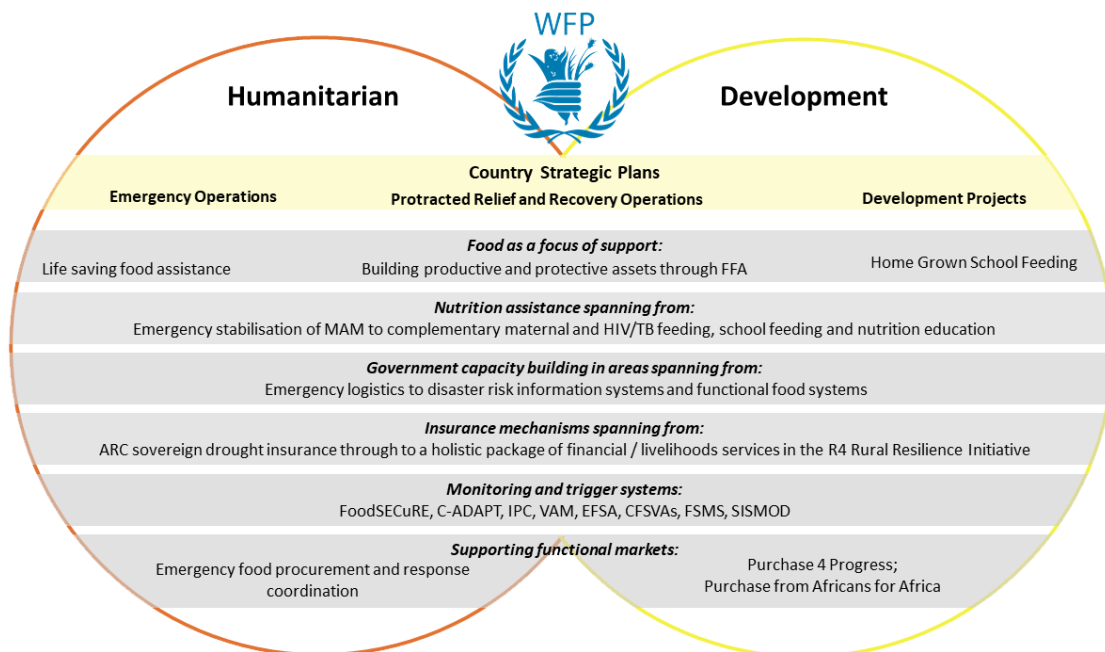 WFP
Humanitarian
Development
Country Strategic Plans
Emergency Operations
Protracted Relief and Recovery Operations
Development Projects
Food as a focus of support:
Life saving food assistance
Building productive and protective assets through FFA
Home Grown School Feeding
Nutrition assistance spanning from:
Emergency stabilisation of MAM to complementary maternal and HIV/TB feeding, school feeding and nutrition education
Government capacity building in areas spanning from:
Emergency logistics to disaster risk information systems and functional food systems
Insurance mechanisms spanning from:
ARC sovereign drought insurance through to a holistic package of financial / livelihoods services in the R4 Rural Resilience Initiative
Monitoring and trigger systems:
FoodSECuRE, C-ADAPT, IPC, VAM, EFSA, CFSVAs, FSMS, SISMOD
Supporting functional markets:
Emergency food procurement and response
coordination
Purchase 4 Progress;
Purchase from Africans for Africa